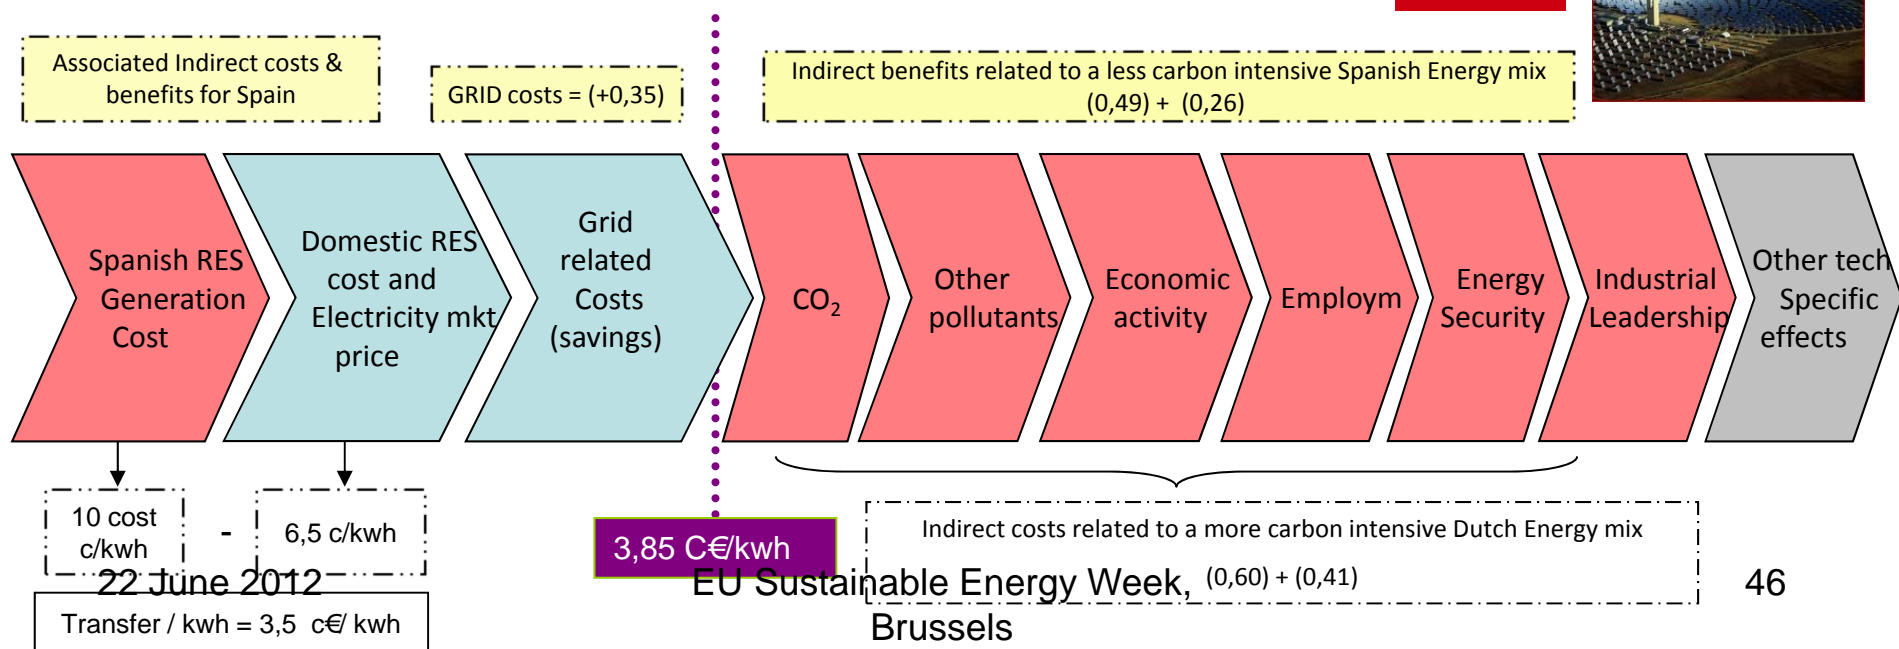 Associated Indirect costs &
benefits for Spain
GRID costs = (+0,35)
Indirect benefits related to a less carbon intensive Spanish Energy mix
(0,49) + (0,26)
Spanish RES
Generation
Cost
Domestic RES
cost and
Electricity mkt
price
Grid
related
Costs
(savings)
CO₂
Other
pollutants
Economic
activity
Employm
Energy
Security
Industrial
Leadership
Other tech
Specific
effects
10 cost
c/kwh
-
6,5 c/kwh
3,85 C€/kwh
Indirect costs related to a more carbon intensive Dutch Energy mix
(0,60) + (0,41)
Transfer / kwh = 3,5 c€/ kwh
22 June 2012
EU Sustainable Energy Week,
Brussels
46